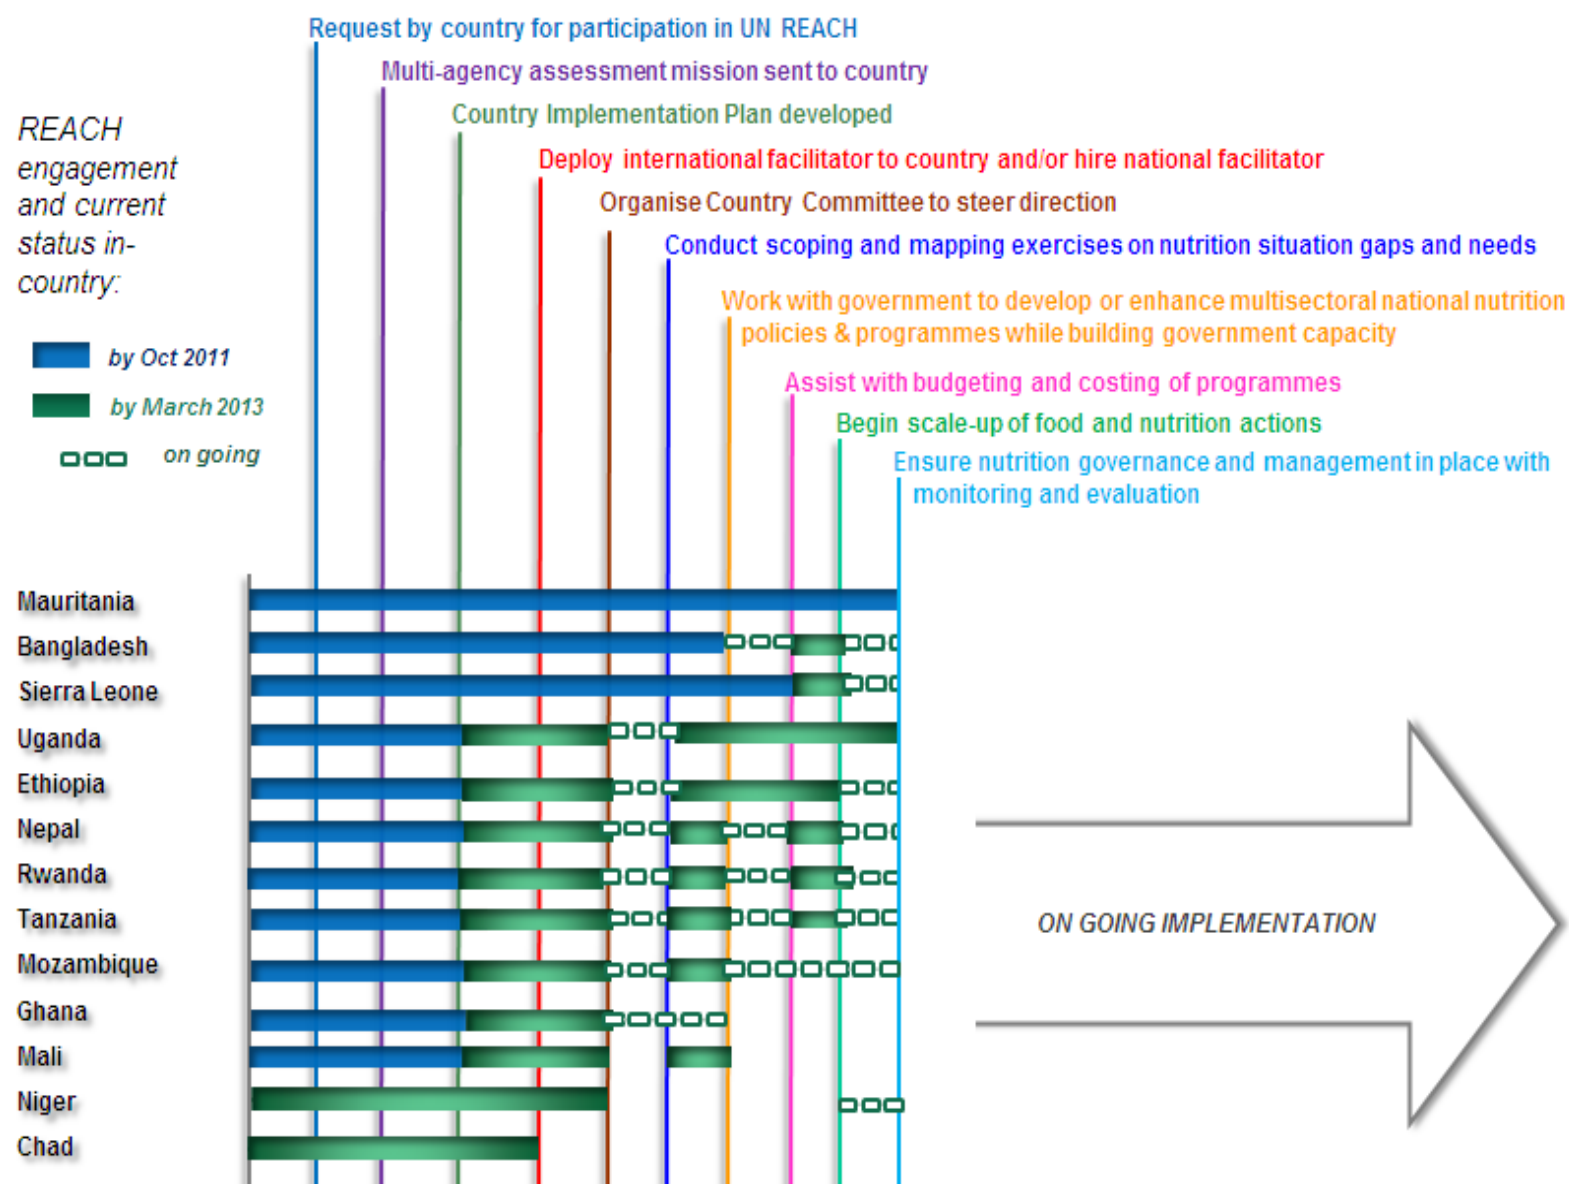 Request by country for participation in UN REACH
Multi-agency assessment mission sent to country
Country Implementation Plan developed
Deploy international facilitator to country and/or hire national facilitator
Organise Country Committee to steer direction
Conduct scoping and mapping exercises on nutrition situation gaps and needs
Work with government to develop or enhance multisectoral national nutrition
policies & programmes while building government capacity
Assist with budgeting and costing of programmes
Begin scale-up of food and nutrition actions
Ensure nutrition governance and management in place with
monitoring and evaluation
REACH
engagement
and current
status in-
country:
by Oct 2011
by March 2013
on going
Mauritania
Bangladesh
Sierra Leone
Uganda
Ethiopia
Nepal
Rwanda
Tanzania
Mozambique
Ghana
Mali
Niger
Chad
ON GOING IMPLEMENTATION